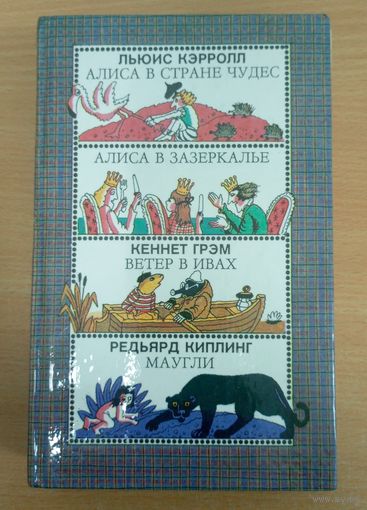 ЛЬЮИС КЭРРОЛЛ
АЛИСА В СТРАНЕ ЧУДЕС
АЛИСА В ЗАЗЕРКАЛЬЕ
КЕННЕТ ГРЭМ
ВЕТЕР В ИВАХ
РЕДЬЯРД КИПЛИНГ
МАУГЛИ